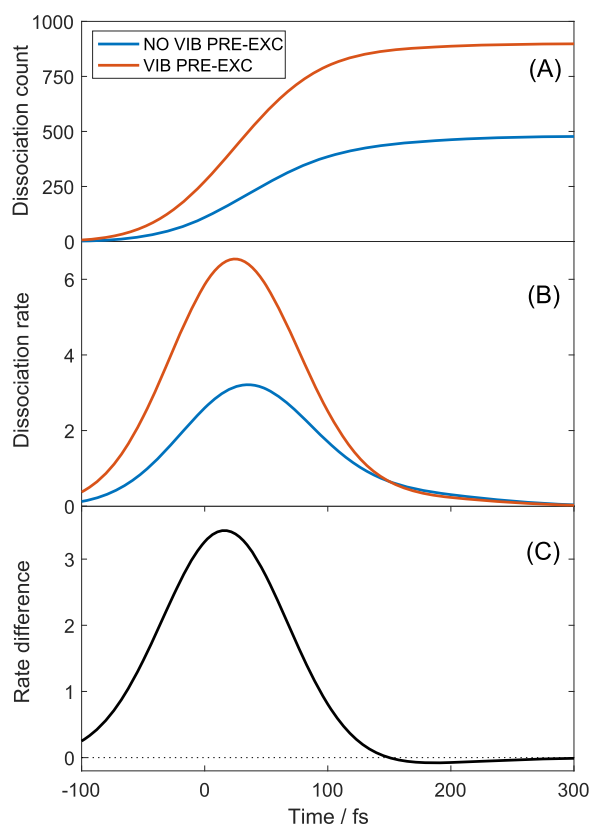 1000
750
500
250
0
Dissociation count
NO VIB PRE-EXC
VIB PRE-EXC
(A)
6
4
2
0
Dissociation rate
(B)
3
2
1
0
Rate difference
(C)
-100
0
100
200
300
Time / fs